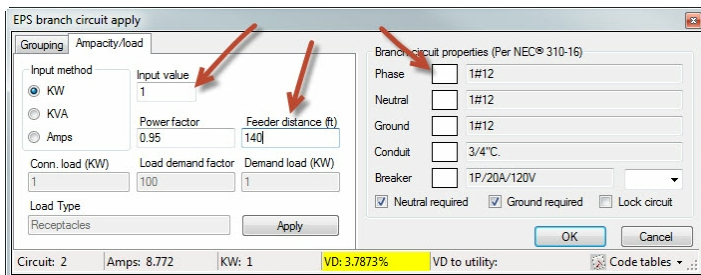 EPS branch circuit apply
Grouping Ampacity/load
Input method
KW
KVA
Amps
Input value
1
Power factor
0.95
Feeder distance (ft)
140
Conn. load (KW)
1
Load demand factor
100
Demand load (KW)
1
Load Type
Receptacles
Apply
Branch circuit properties (Per NEC® 310-16)
Phase 1#12
Neutral 1#12
Ground 1#12
Conduit 3/4"C.
Breaker 1P/20A/120V
Neutral required Ground required Lock circuit
OK Cancel
Circuit: 2 Amps: 8.772 KW: 1 VD: 3.7873% VD to utility: Code tables